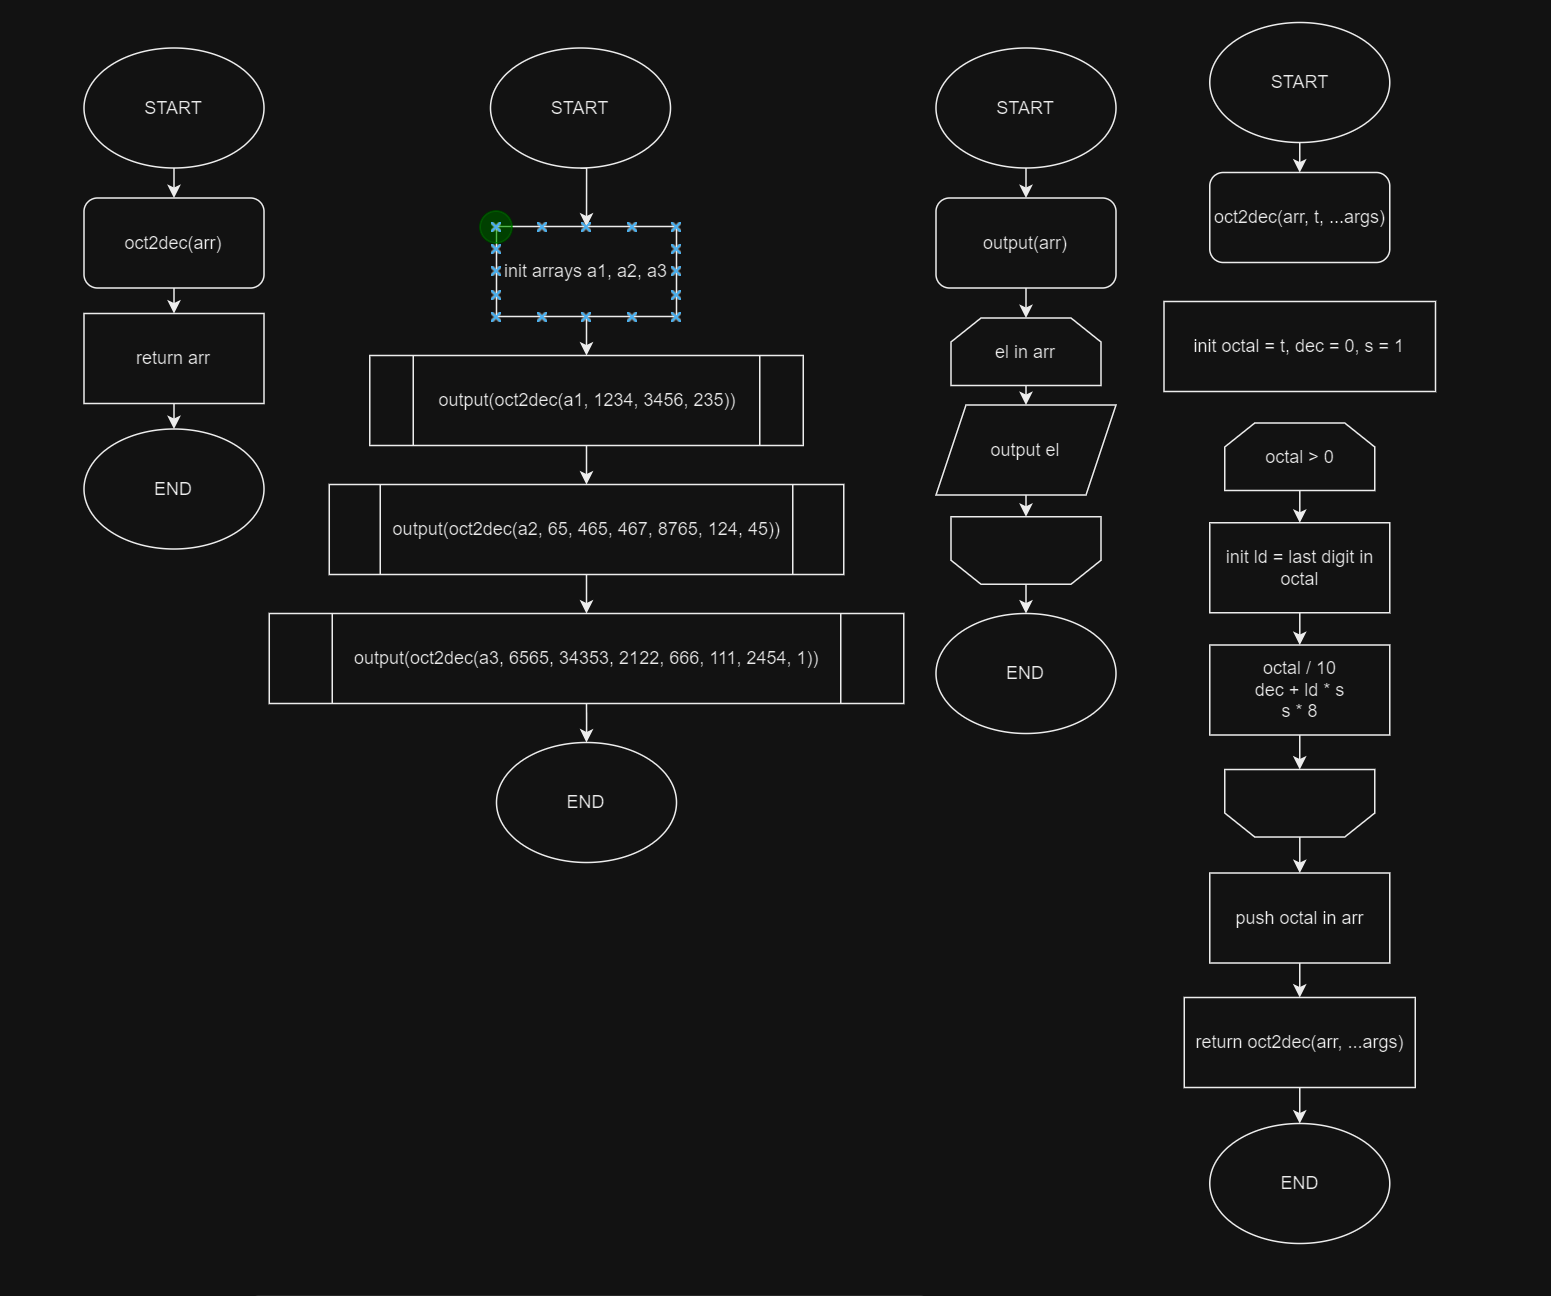 START
oct2dec(arr)
return arr
END
START
init arrays a1, a2, a3
output(oct2dec(a1, 1234, 3456, 235))
output(oct2dec(a2, 65, 465, 467, 8765, 124, 45))
output(oct2dec(a3, 6565, 34353, 2122, 666, 111, 2454, 1))
END
START
output(arr)
el in arr
output el
END
START
oct2dec(arr, t, ...args)
init octal = t, dec = 0, s = 1
octal > 0
init ld = last digit in
octal
octal / 10
dec + ld * s
s * 8
push octal in arr
return oct2dec(arr, ...args)
END